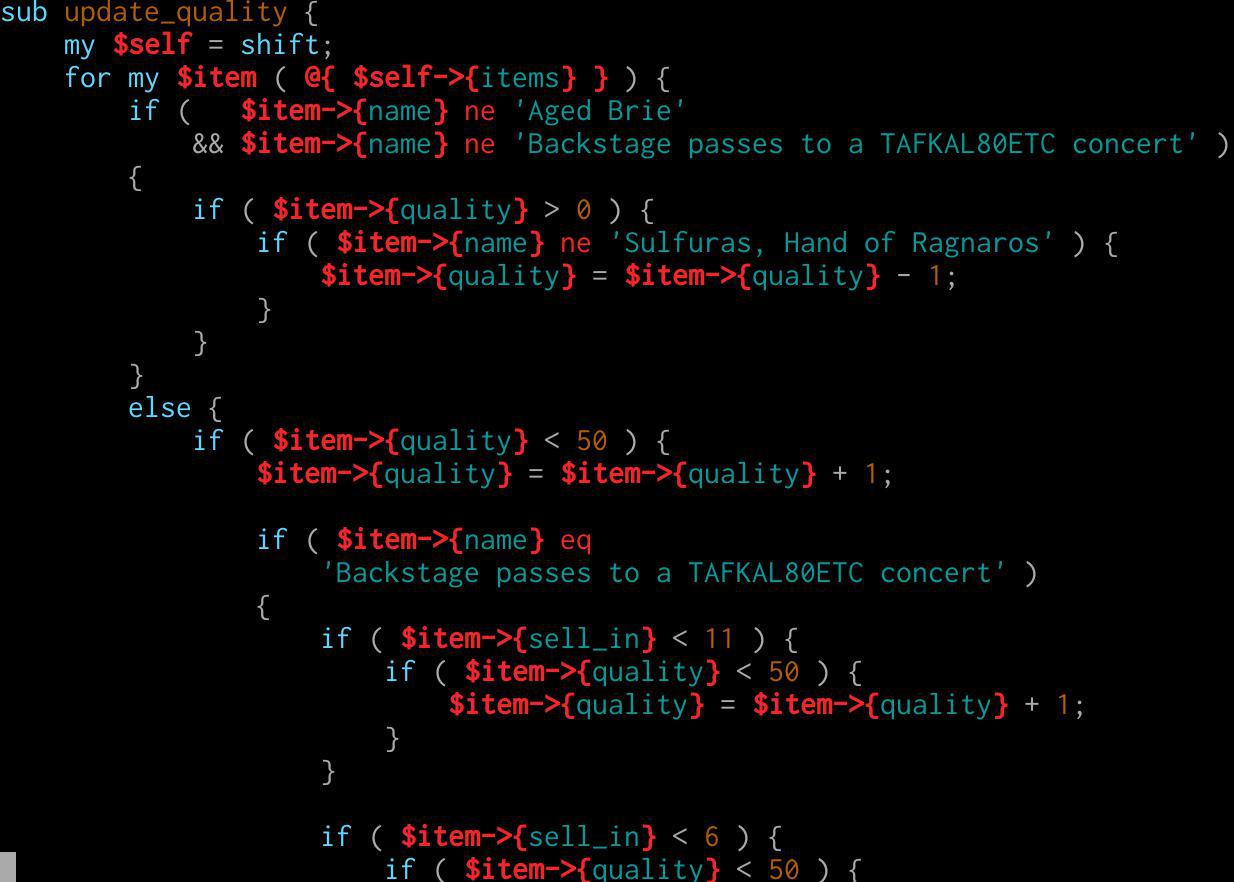 sub update_quality {
    my $self = shift;
    for my $item ( @{ $self->{items} } ) {
        if (   $item->{name} ne 'Aged Brie'
            && $item->{name} ne 'Backstage passes to a TAFKAL80ETC concert' )
        {
            if ( $item->{quality} > 0 ) {
                if ( $item->{name} ne 'Sulfuras, Hand of Ragnaros' ) {
                    $item->{quality} = $item->{quality} - 1;
                }
            }
        }
        else {
            if ( $item->{quality} < 50 ) {
                $item->{quality} = $item->{quality} + 1;

                if ( $item->{name} eq
                    'Backstage passes to a TAFKAL80ETC concert' )
                {
                    if ( $item->{sell_in} < 11 ) {
                        if ( $item->{quality} < 50 ) {
                            $item->{quality} = $item->{quality} + 1;
                        }
                    }

                    if ( $item->{sell_in} < 6 ) {
                        if ( $item->{quality} < 50 ) {